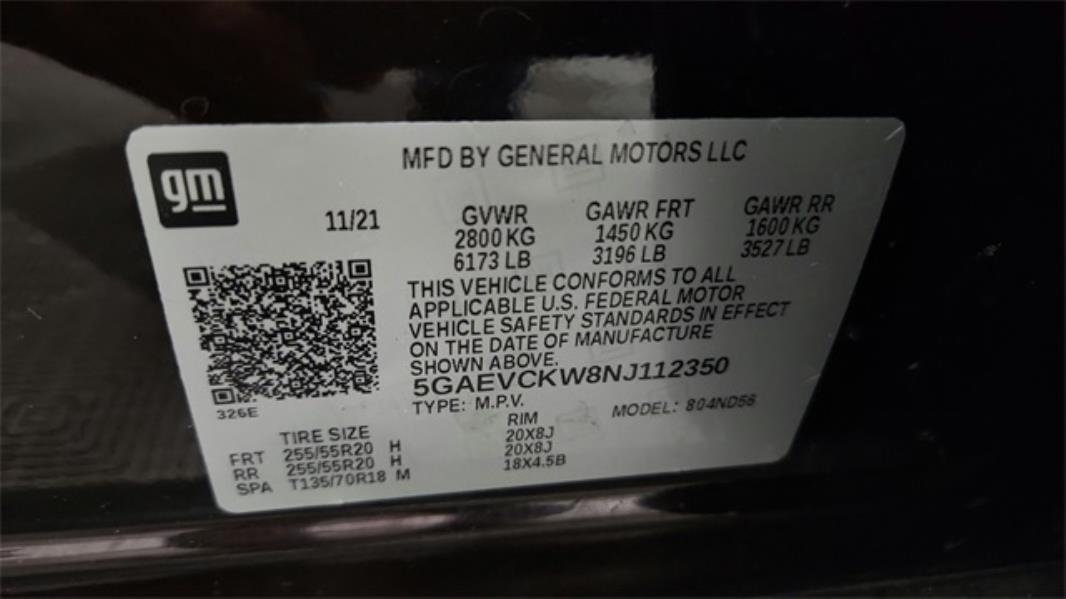 gm
MFD BY GENERAL MOTORS LLC
11/21 GVWR GAWR FRT GAWR RR
2800 KG 1450 KG 1600 KG
6173 LB 3196 LB 3527 LB
THIS VEHICLE CONFORMS TO ALL
APPLICABLE U.S. FEDERAL MOTOR
VEHICLE SAFETY STANDARDS IN EFFECT
ON THE DATE OF MANUFACTURE
SHOWN ABOVE.
5GAEVCKW8NJ112350
326E
TYPE: M.P.V. MODEL: 804ND56
TIRE SIZE RIM
FRT 255/55R20 H 20X8J
RR 255/55R20 H 20X8J
SPA T135/70R18 M 18X4.5B